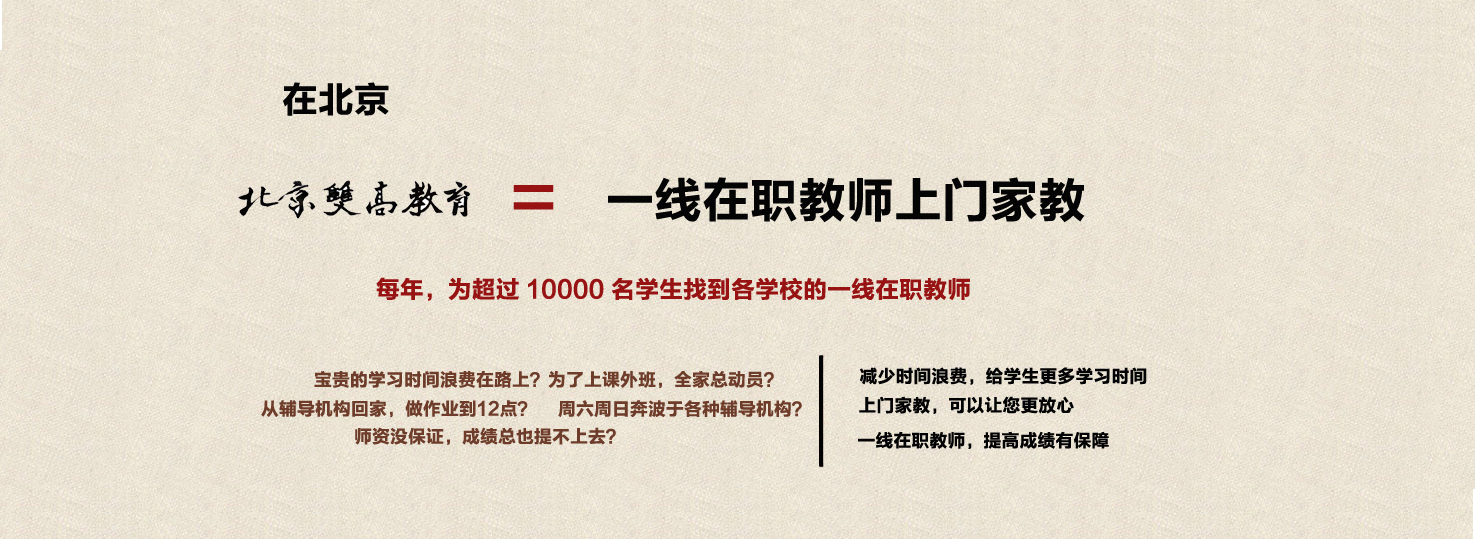 在北京
北京雙高教育 = 一线在职教师上门家教
每年，为超过 10000 名学生找到各学校的一线在职教师
宝贵的学习时间浪费在路上？为了上课外班，全家总动员？
从辅导机构回家，做作业到12点？ 周六周日奔波于各种辅导机构？
师资没保证，成绩总也提不上去？
减少时间浪费，给学生更多学习时间
上门家教，可以让您更放心
一线在职教师，提高成绩有保障